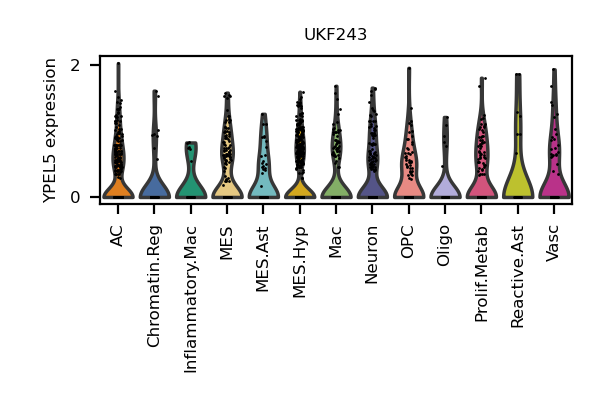 UKF243
YPEL5 expression
2
0
AC
Chromatin.Reg
Inflammatory.Mac
MES
MES.Ast
MES.Hyp
Mac
Neuron
OPC
Oligo
Prolif.Metab
Reactive.Ast
Vasc